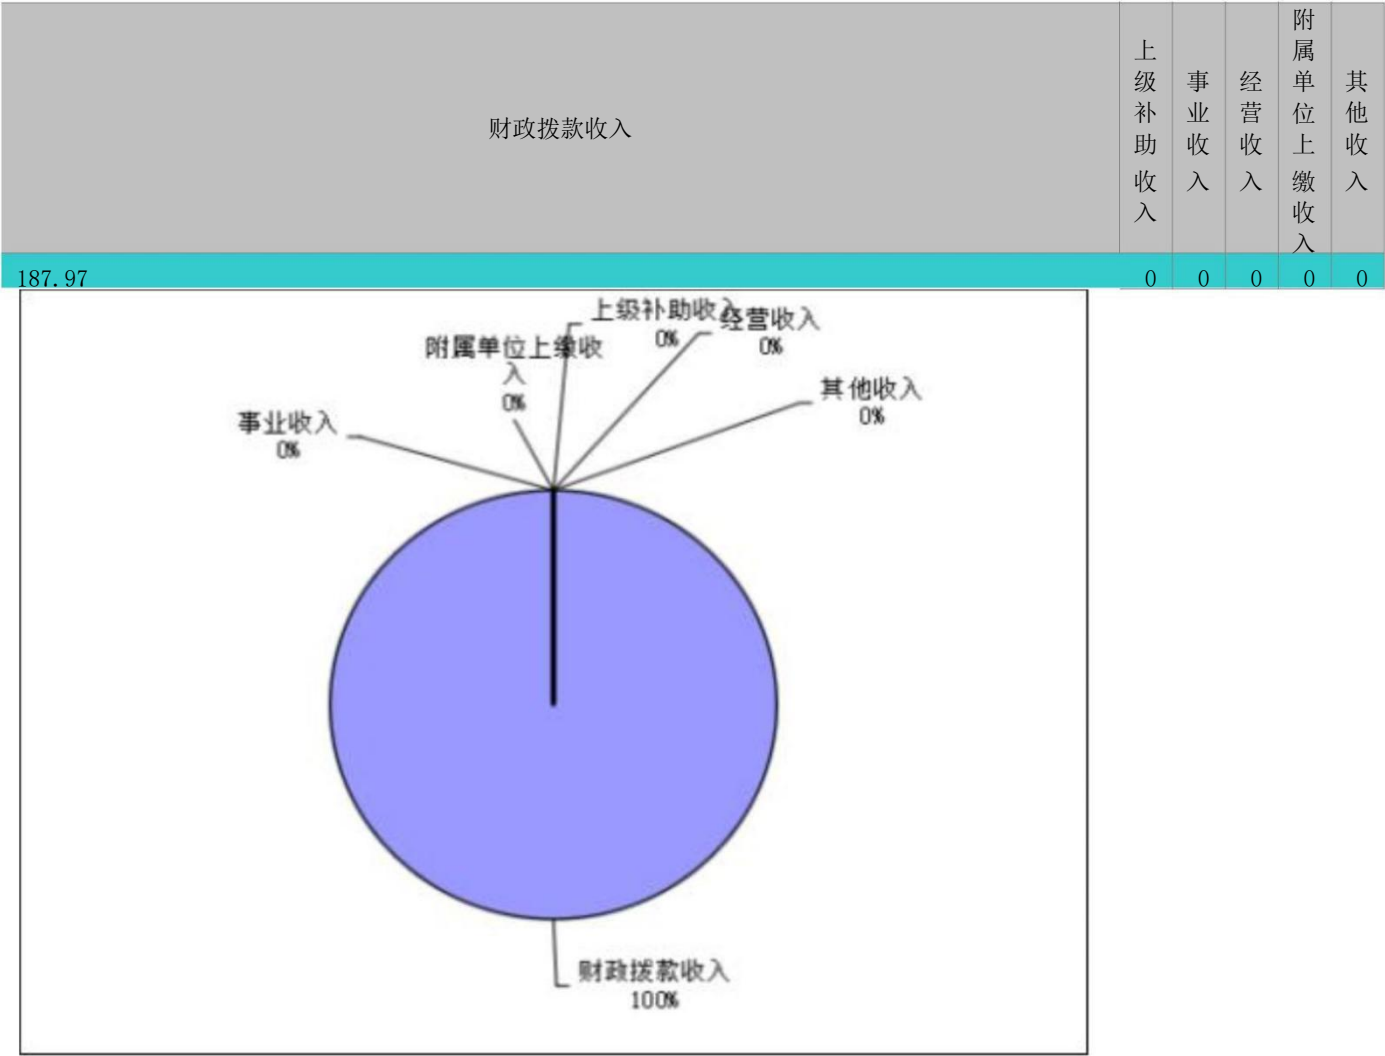 财政拨款收入
上级补助收入
事业收入
经营收入
附属单位上缴收入
其他收入
187.97 0 0 0 0 0
上级补助收入
0%
经营收入
0%
附属单位上缴收
入
0%
其他收入
0%
事业收入
0%
财政拨款收入
100%